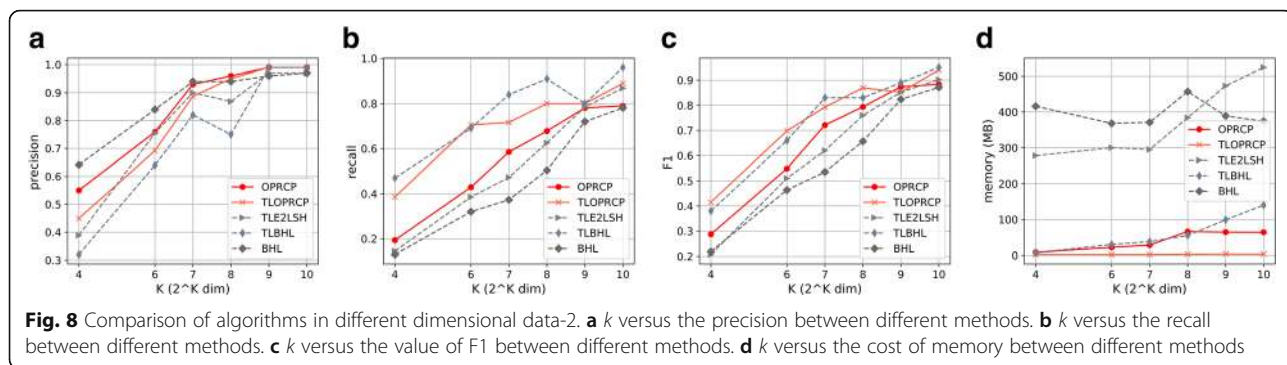 a
1.0
0.9
0.8
0.7
0.6
0.5
0.4
0.3
precision
4 6 7 8 9 10
K (2^K dim)
OPRCP
TLOPRCP
TLE2LSH
TLBHL
BHL
b
1.0
0.8
0.6
0.4
0.2
recall
4 6 7 8 9 10
K (2^K dim)
OPRCP
TLOPRCP
TLE2LSH
TLBHL
BHL
c
0.9
0.8
0.7
0.6
0.5
0.4
0.3
0.2
F1
4 6 7 8 9 10
K (2^K dim)
OPRCP
TLOPRCP
TLE2LSH
TLBHL
BHL
d
500
400
300
200
100
0
memory (MB)
4 6 7 8 9 10
K (2^K dim)
OPRCP
TLOPRCP
TLE2LSH
TLBHL
BHL
Fig. 8 Comparison of algorithms in different dimensional data-2. a k versus the precision between different methods. b k versus the recall
between different methods. c k versus the value of F1 between different methods. d k versus the cost of memory between different methods